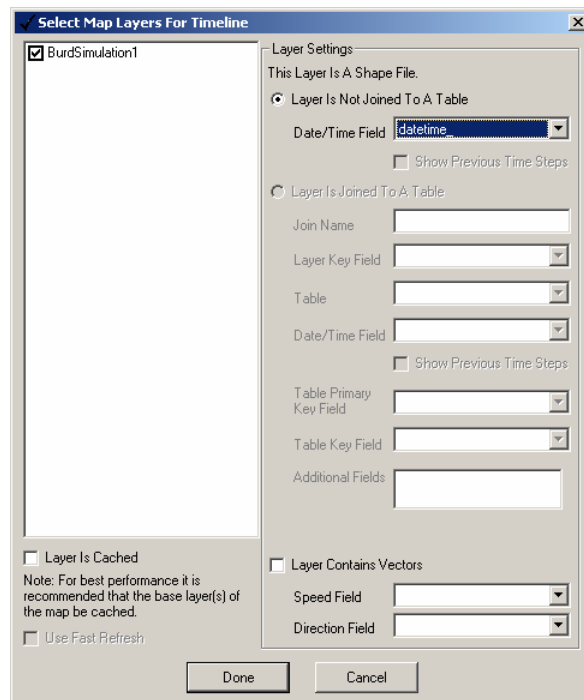 Select Map Layers For Timeline
BurdSimulation1
Layer Settings
This Layer Is A Shape File.
Layer Is Not Joined To A Table
Date/Time Field
datetime_
Show Previous Time Steps
Layer Is Joined To A Table
Join Name
Layer Key Field
Table
Date/Time Field
Show Previous Time Steps
Table Primary
Key Field
Table Key Field
Additional Fields
Layer Is Cached
Note: For best performance it is
recommended that the base layer(s) of
the map be cached.
Use Fast Refresh
Layer Contains Vectors
Speed Field
Direction Field
Done
Cancel